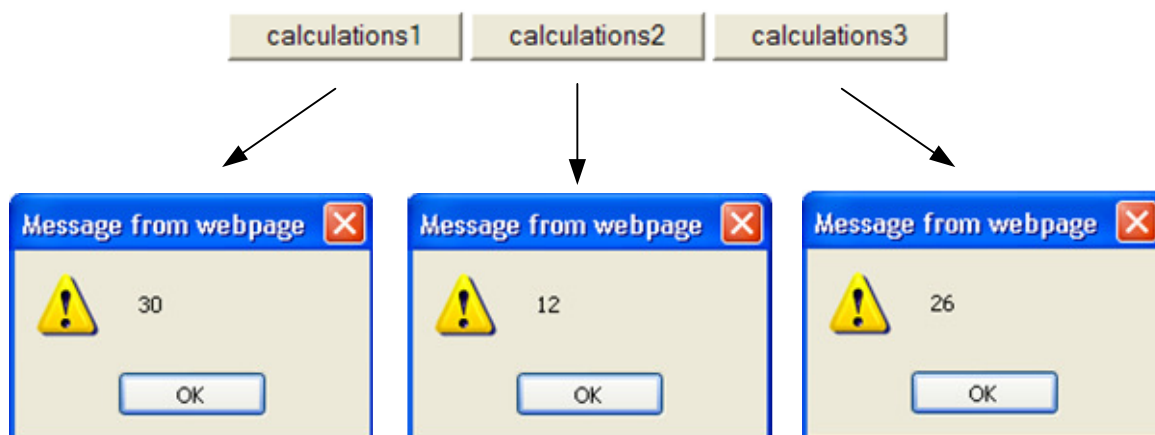 calculations1 calculations2 calculations3
Message from webpage
30
OK
Message from webpage
12
OK
Message from webpage
26
OK